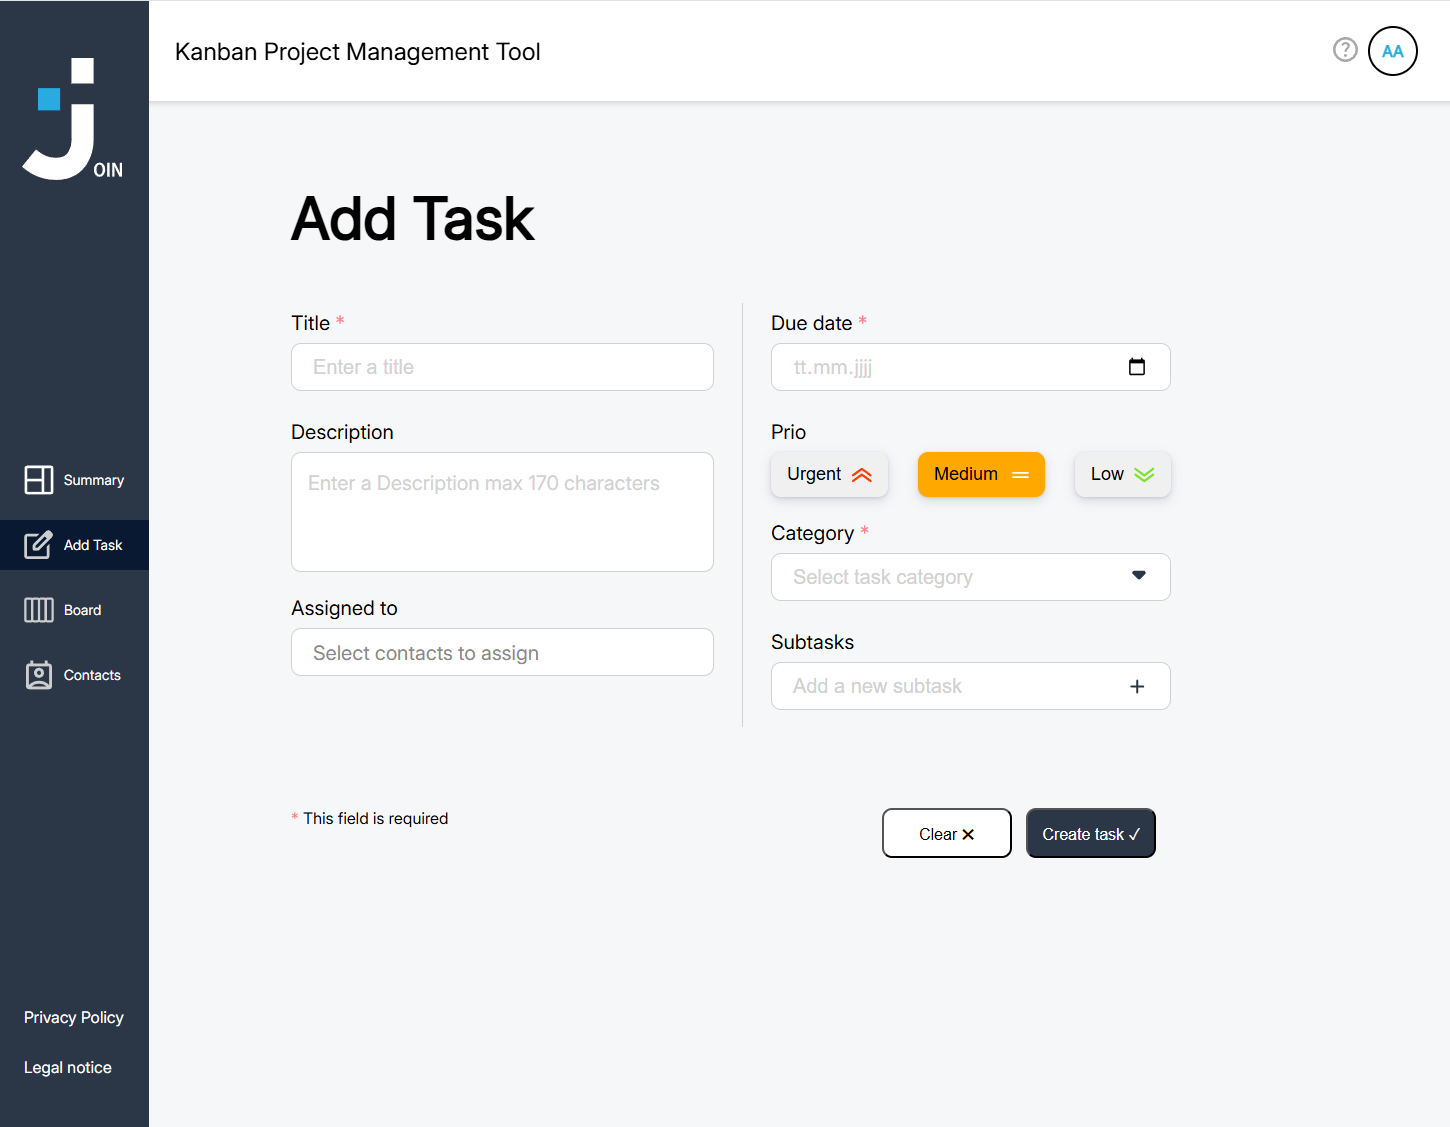 Kanban Project Management Tool
?
AA
OIN
Summary
Add Task
Board
Contacts
Privacy Policy
Legal notice
Add Task
Title *
Enter a title
Description
Enter a Description max 170 characters
Assigned to
Select contacts to assign
Due date *
tt.mm.jjjj
Prio
Urgent
Medium
Low
Category *
Select task category
Subtasks
Add a new subtask
* This field is required
Clear
Create task